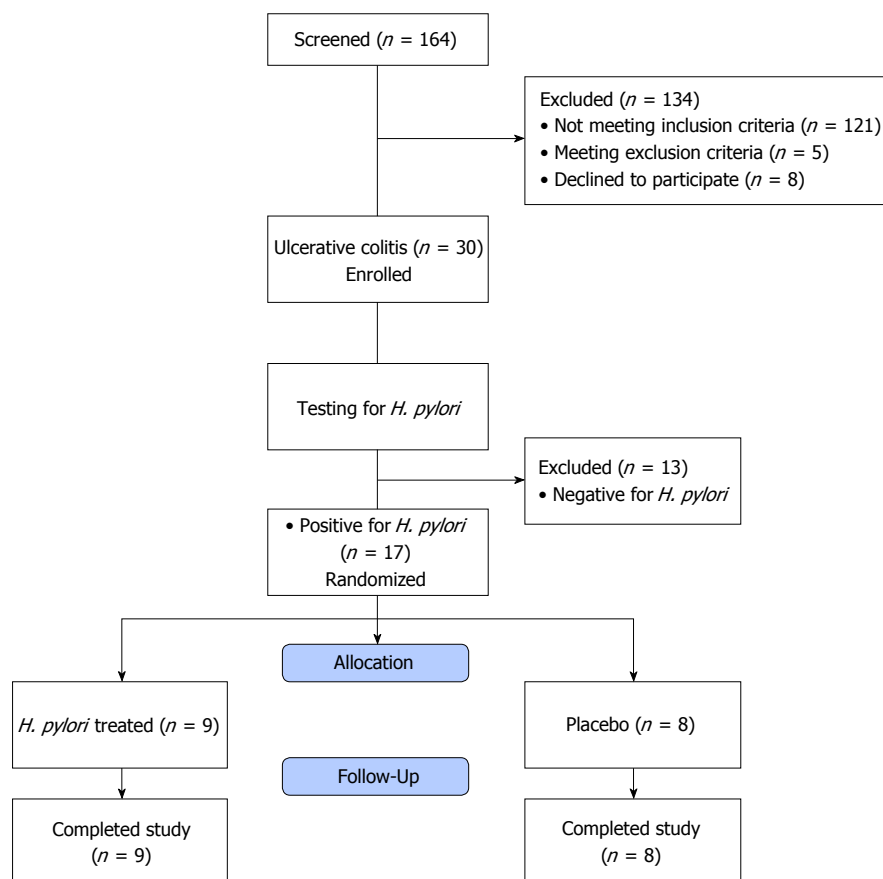 Screened (n = 164)
Excluded (n = 134)
• Not meeting inclusion criteria (n = 121)
• Meeting exclusion criteria (n = 5)
• Declined to participate (n = 8)
Ulcerative colitis (n = 30)
Enrolled
Testing for H. pylori
Excluded (n = 13)
• Negative for H. pylori
• Positive for H. pylori
(n = 17)
Randomized
Allocation
H. pylori treated (n = 9)
Placebo (n = 8)
Follow-Up
Completed study
(n = 9)
Completed study
(n = 8)